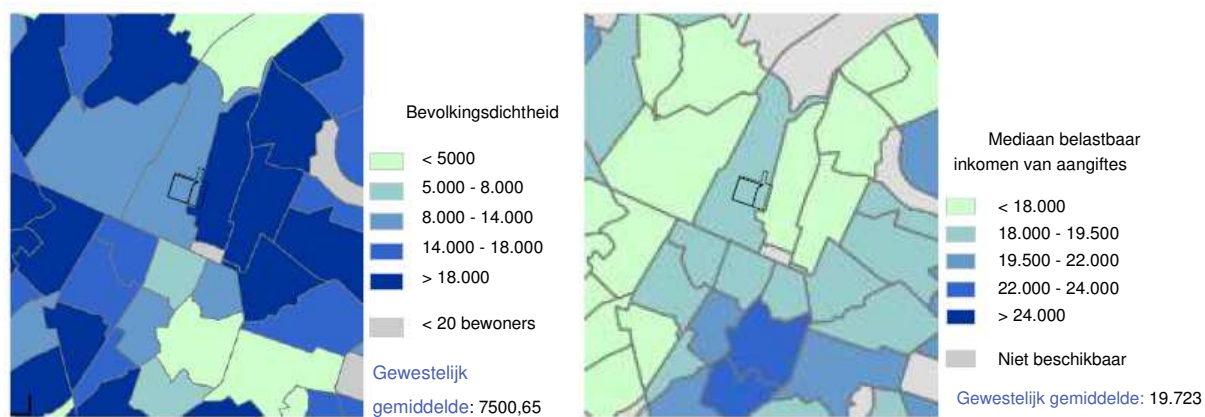 Bevolkingsdichtheid
< 5000
5.000 - 8.000
8.000 - 14.000
14.000 - 18.000
> 18.000
< 20 bewoners
Gewestelijk
gemiddelde: 7500,65
Mediaan belastbaar
inkomen van aangiftes
< 18.000
18.000 - 19.500
19.500 - 22.000
22.000 - 24.000
> 24.000
Niet beschikbaar
Gewestelijk gemiddelde: 19.723